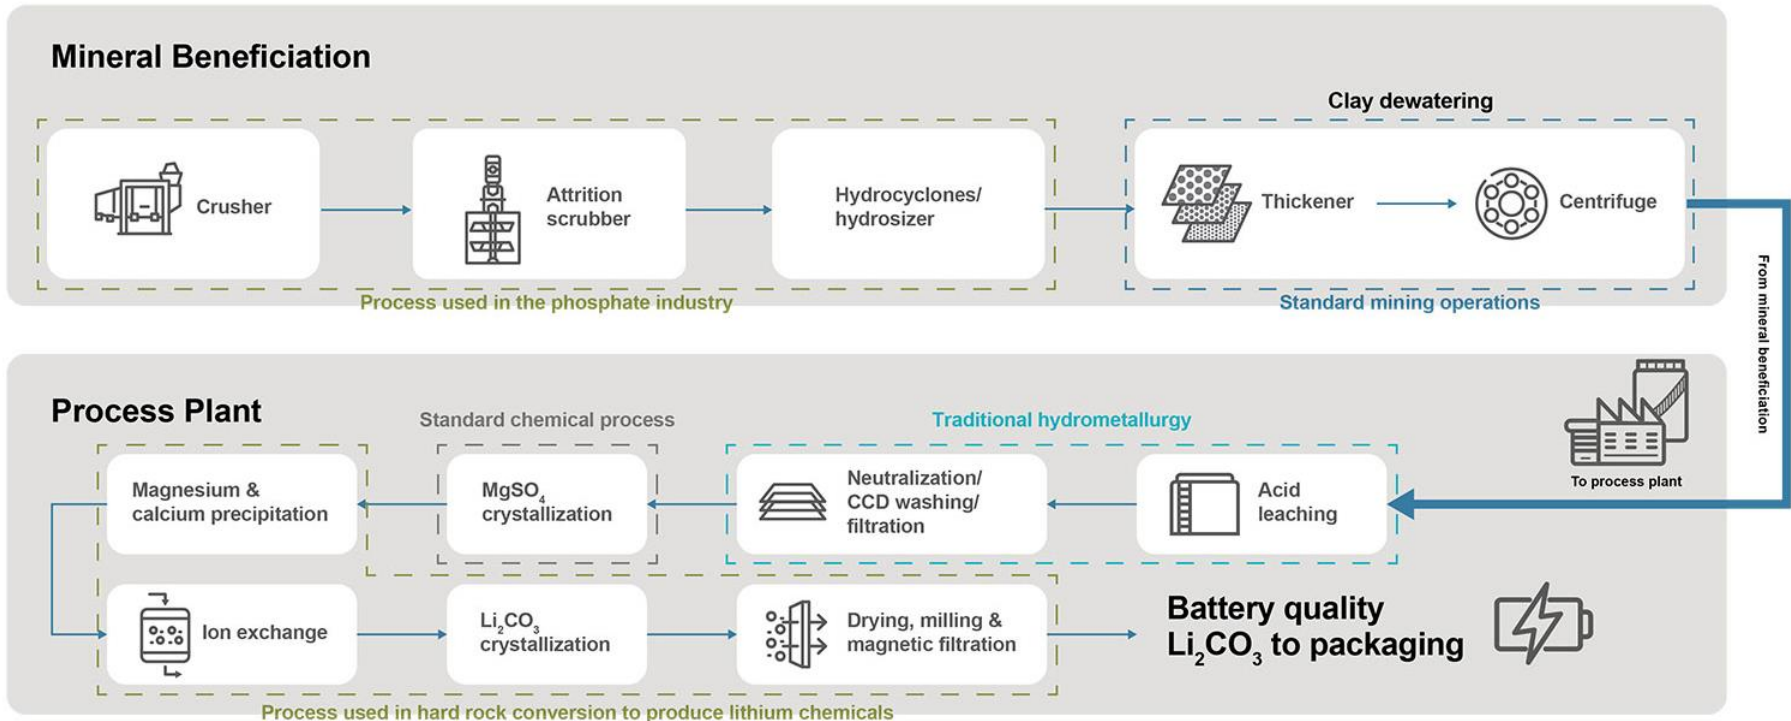 Mineral Beneficiation
Clay dewatering
Crusher
Attrition
scrubber
Hydrocyclones/
hydrosizer
Thickener
Centrifuge
Process used in the phosphate industry
Standard mining operations
From mineral beneficiation
Process Plant
Standard chemical process
Traditional hydrometallurgy
To process plant
Acid
leaching
Neutralization/
CCD washing/
filtration
MgSO₄
crystallization
Magnesium &
calcium precipitation
Ion exchange
Li₂CO₃
crystallization
Drying, milling &
magnetic filtration
Battery quality
Li₂CO₃ to packaging
Process used in hard rock conversion to produce lithium chemicals